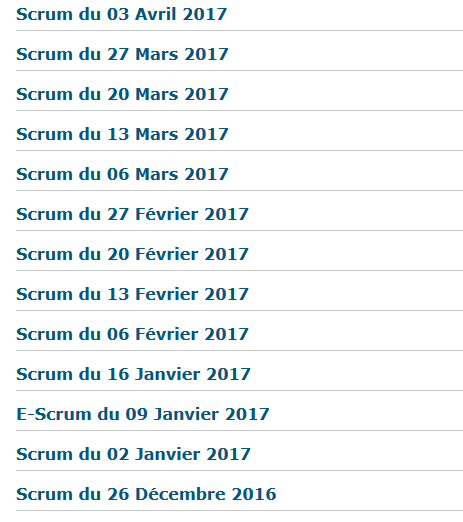 Scrum du 03 Avril 2017
Scrum du 27 Mars 2017
Scrum du 20 Mars 2017
Scrum du 13 Mars 2017
Scrum du 06 Mars 2017
Scrum du 27 Février 2017
Scrum du 20 Février 2017
Scrum du 13 Fevrier 2017
Scrum du 06 Février 2017
Scrum du 16 Janvier 2017
E-Scrum du 09 Janvier 2017
Scrum du 02 Janvier 2017
Scrum du 26 Décembre 2016